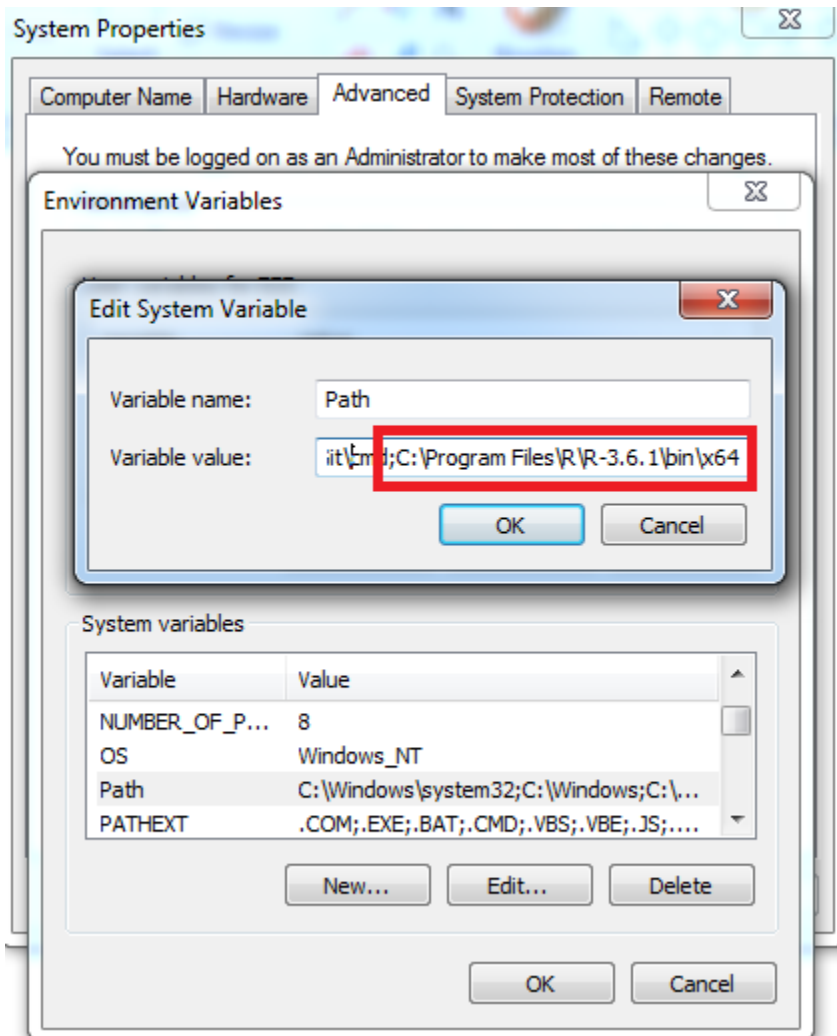 System Properties
Computer Name Hardware Advanced System Protection Remote
You must be logged on as an Administrator to make most of these changes.
Environment Variables
Edit System Variable
Variable name: Path
Variable value: ;C:\Program Files\R\R-3.6.1\bin\x64
OK Cancel
System variables
Variable Value
NUMBER_OF_P... 8
OS Windows_NT
Path C:\Windows\system32;C:\Windows;C:\...
PATHEXT .COM;.EXE;.BAT;.CMD;.VBS;.VBE;.JS;....
New... Edit... Delete
OK Cancel